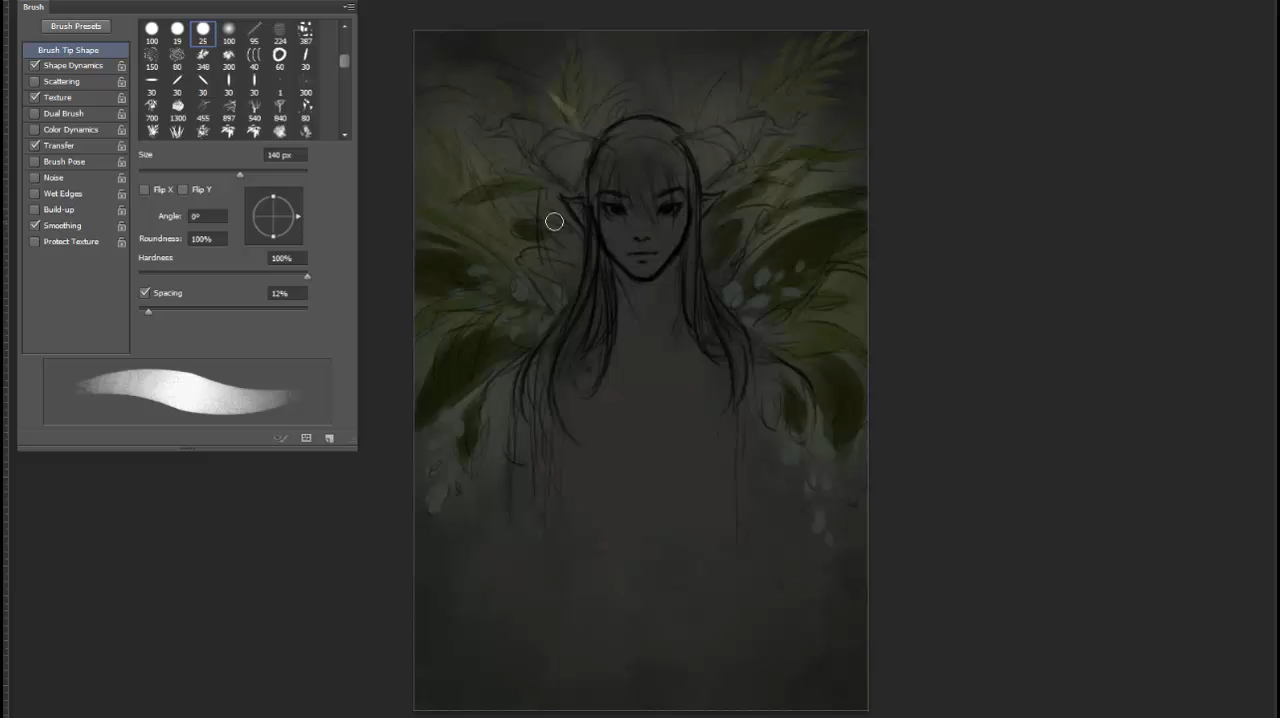 Brush
Brush Presets
Brush Tip Shape
Shape Dynamics
Scattering
Texture
Dual Brush
Color Dynamics
Transfer
Brush Pose
Noise
Wet Edges
Build-up
Smoothing
Protect Texture
100 19 25 100 95 224 387
150 80 348 300 40 60 30
30 30 30 30 30 1 300
700 1300 455 897 540 840 80
Size 140 px
Flip X Flip Y
Angle: 0°
Roundness: 100%
Hardness 100%
Spacing 12%